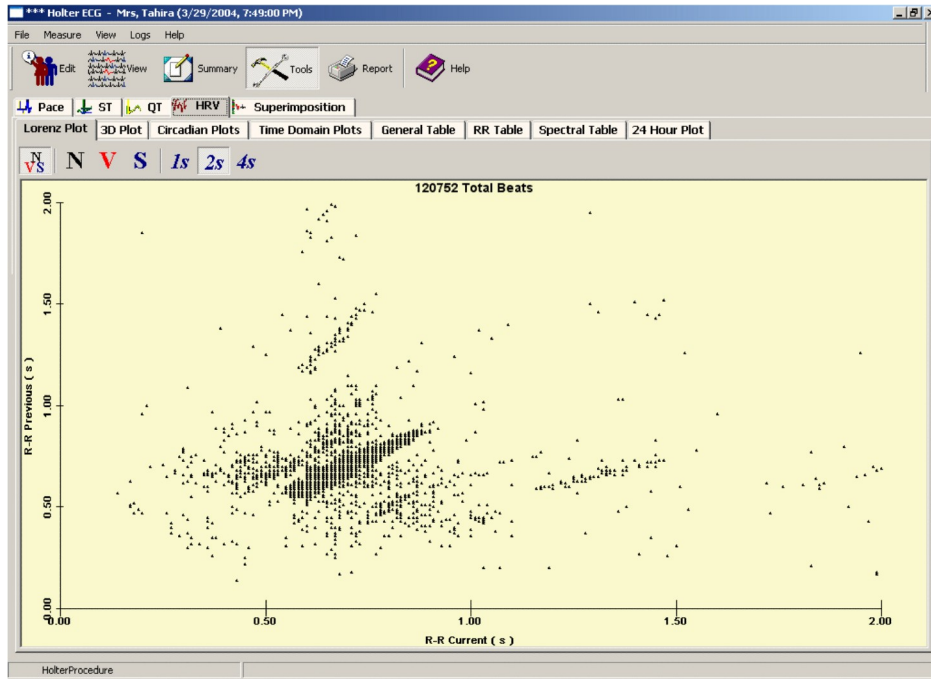 *** Holter ECG - Mrs, Tahira (3/29/2004, 7:49:00 PM)
File Measure View Logs Help
Edit View Summary Tools Report Help
Pace ST QT HRV Superimposition
Lorenz Plot 3D Plot Circadian Plots Time Domain Plots General Table RR Table Spectral Table 24 Hour Plot
N VS N V S 1s 2s 4s
120752 Total Beats
2.00
1.50
1.00
0.50
0.00
R-R Previous ( s )
0.00 0.50 1.00 1.50 2.00
R-R Current ( s )
HolterProcedure